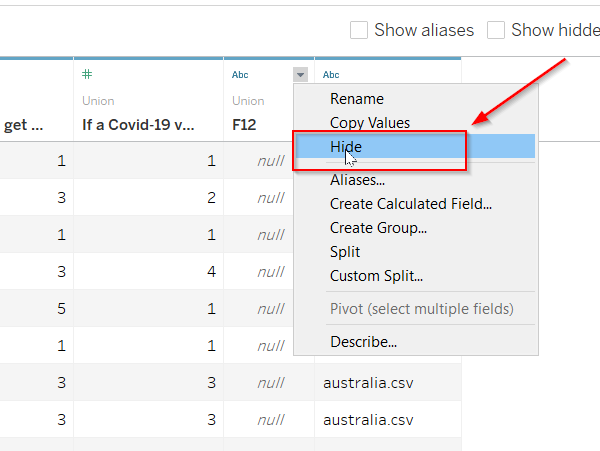 Show aliases Show hidde
# Abc Abc
Union Union
get ... If a Covid-19 v... F12
1 1 null
3 2 null
1 1 null
3 4 null
5 1 null
1 1 null
3 3 null australia.csv
3 3 null australia.csv
Rename
Copy Values
Hide
Aliases...
Create Calculated Field...
Create Group...
Split
Custom Split...
Pivot (select multiple fields)
Describe...